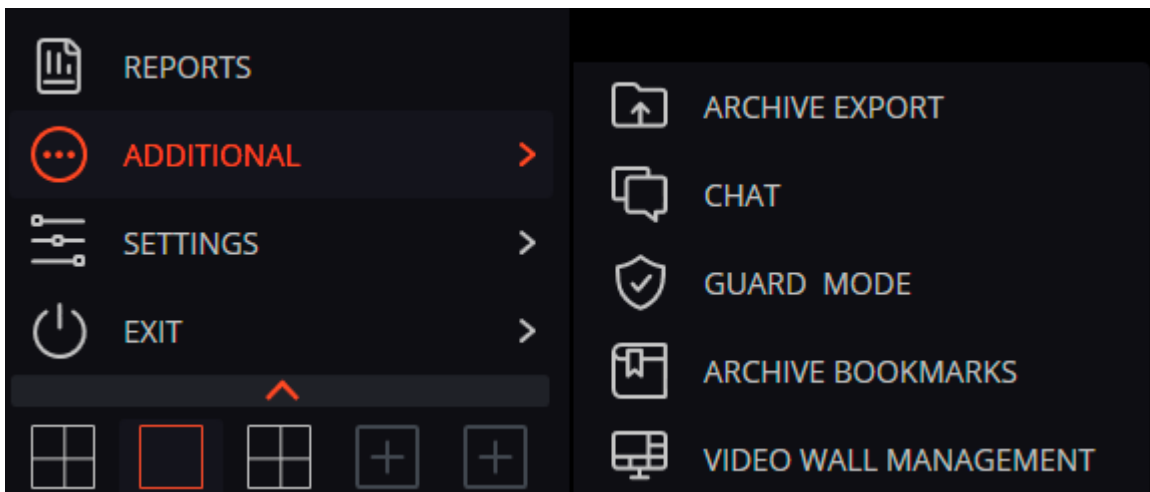 REPORTS
ADDITIONAL
SETTINGS
EXIT
ARCHIVE EXPORT
CHAT
GUARD MODE
ARCHIVE BOOKMARKS
VIDEO WALL MANAGEMENT